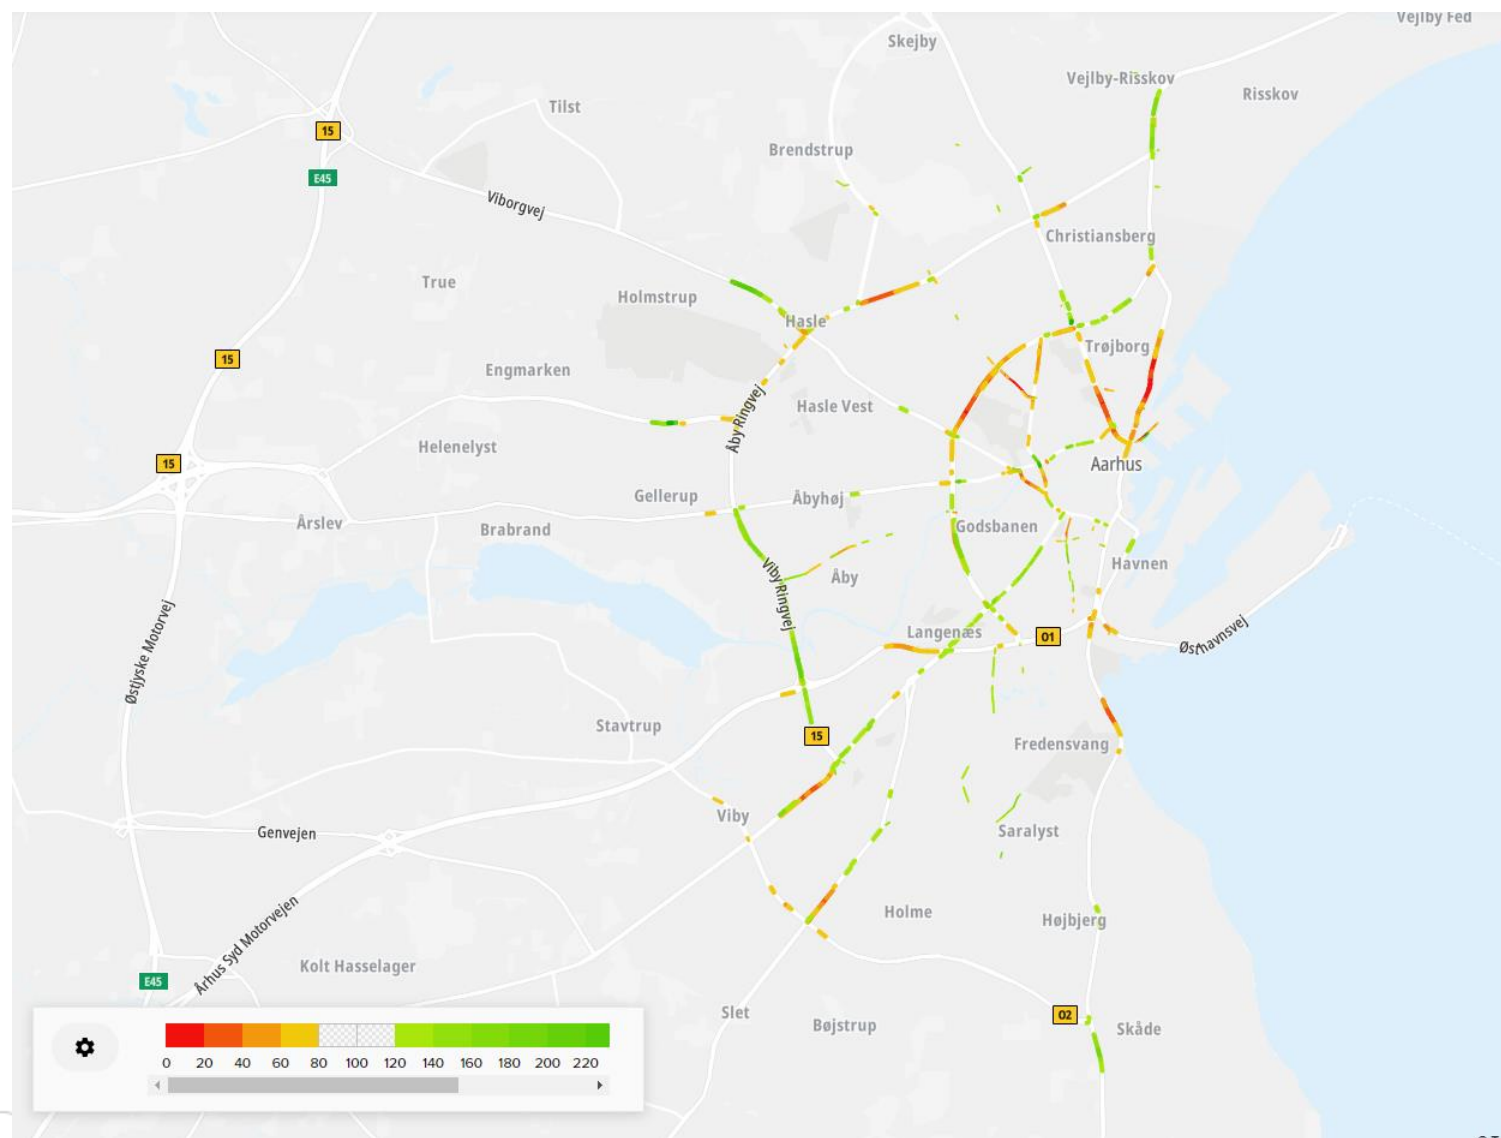 Vejlby Fed
Skejby
Vejlby-Risskov
Risskov
Tilst
15
Brendstrup
E45
Viborgvej
Christiansberg
True
Holmstrup
Hasle
Trøjborg
15
Engmarken
Åby Ringvej
Hasle Vest
Helenelyst
15
Aarhus
Gellerup
Åbyhøj
Årslev
Brabrand
Godsbanen
Havnen
Viby Ringvej
Åby
Langenæs
01
Østhavnsvej
Østjyske Motorvej
Stavtrup
15
Fredensvang
Viby
Genvejen
Saralyst
Holme
Højbjerg
Århus Syd Motorvejen
Kolt Hasselager
E45
Slet
Bøjstrup
02
Skåde
0 20 40 60 80 100 120 140 160 180 200 220